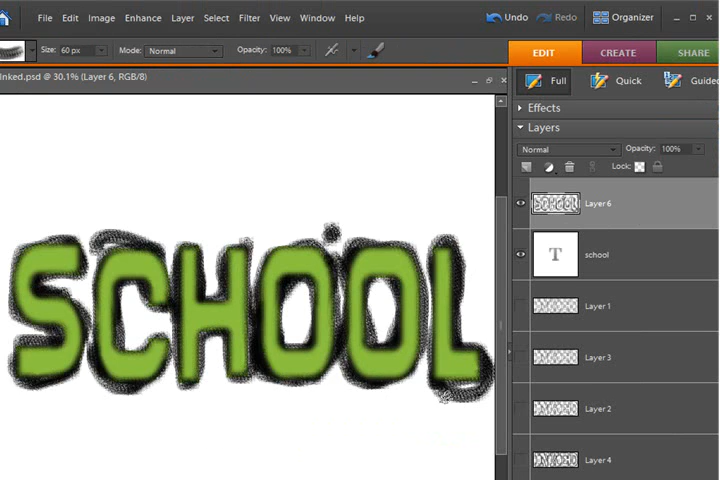 File Edit Image Enhance Layer Select Filter View Window Help Undo Redo Organizer
Size: 60 px Mode: Normal Opacity: 100% EDIT CREATE SHARE
nked.psd @ 30.1% (Layer 6, RGB/8) Full Quick Guided
Effects
Layers
Normal Opacity: 100%
Lock:
Layer 6
SCHOOL
T school
Layer 1
Layer 3
Layer 2
Layer 4